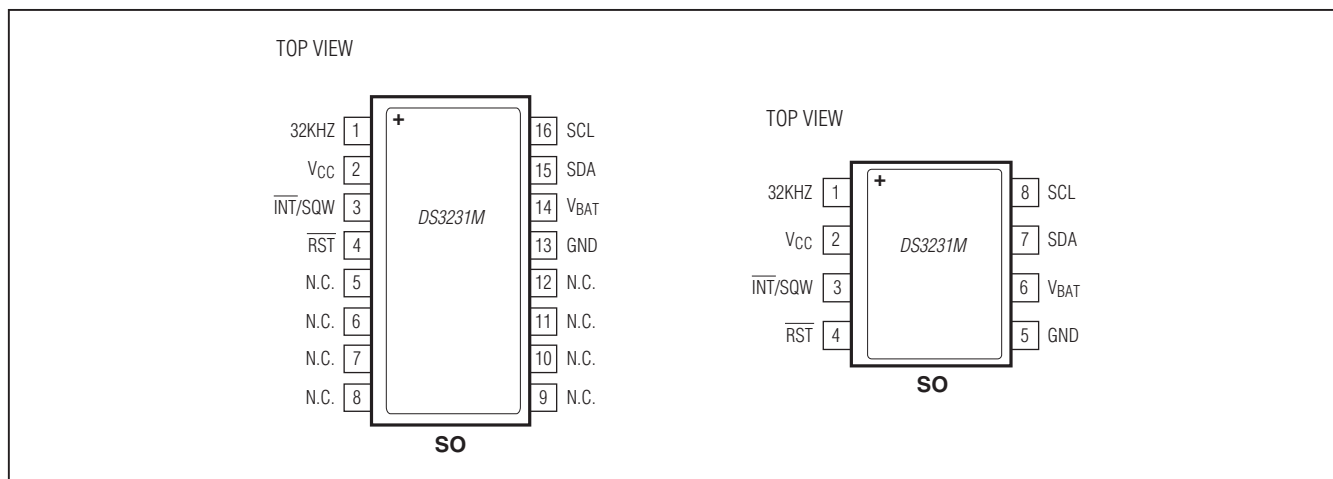 TOP VIEW
32KHZ 1
VCC 2
INT/SQW 3
RST 4
N.C. 5
N.C. 6
N.C. 7
N.C. 8
+
DS3231M
16 SCL
15 SDA
14 VBAT
13 GND
12 N.C.
11 N.C.
10 N.C.
9 N.C.
SO
TOP VIEW
32KHZ 1
VCC 2
INT/SQW 3
RST 4
+
DS3231M
8 SCL
7 SDA
6 VBAT
5 GND
SO